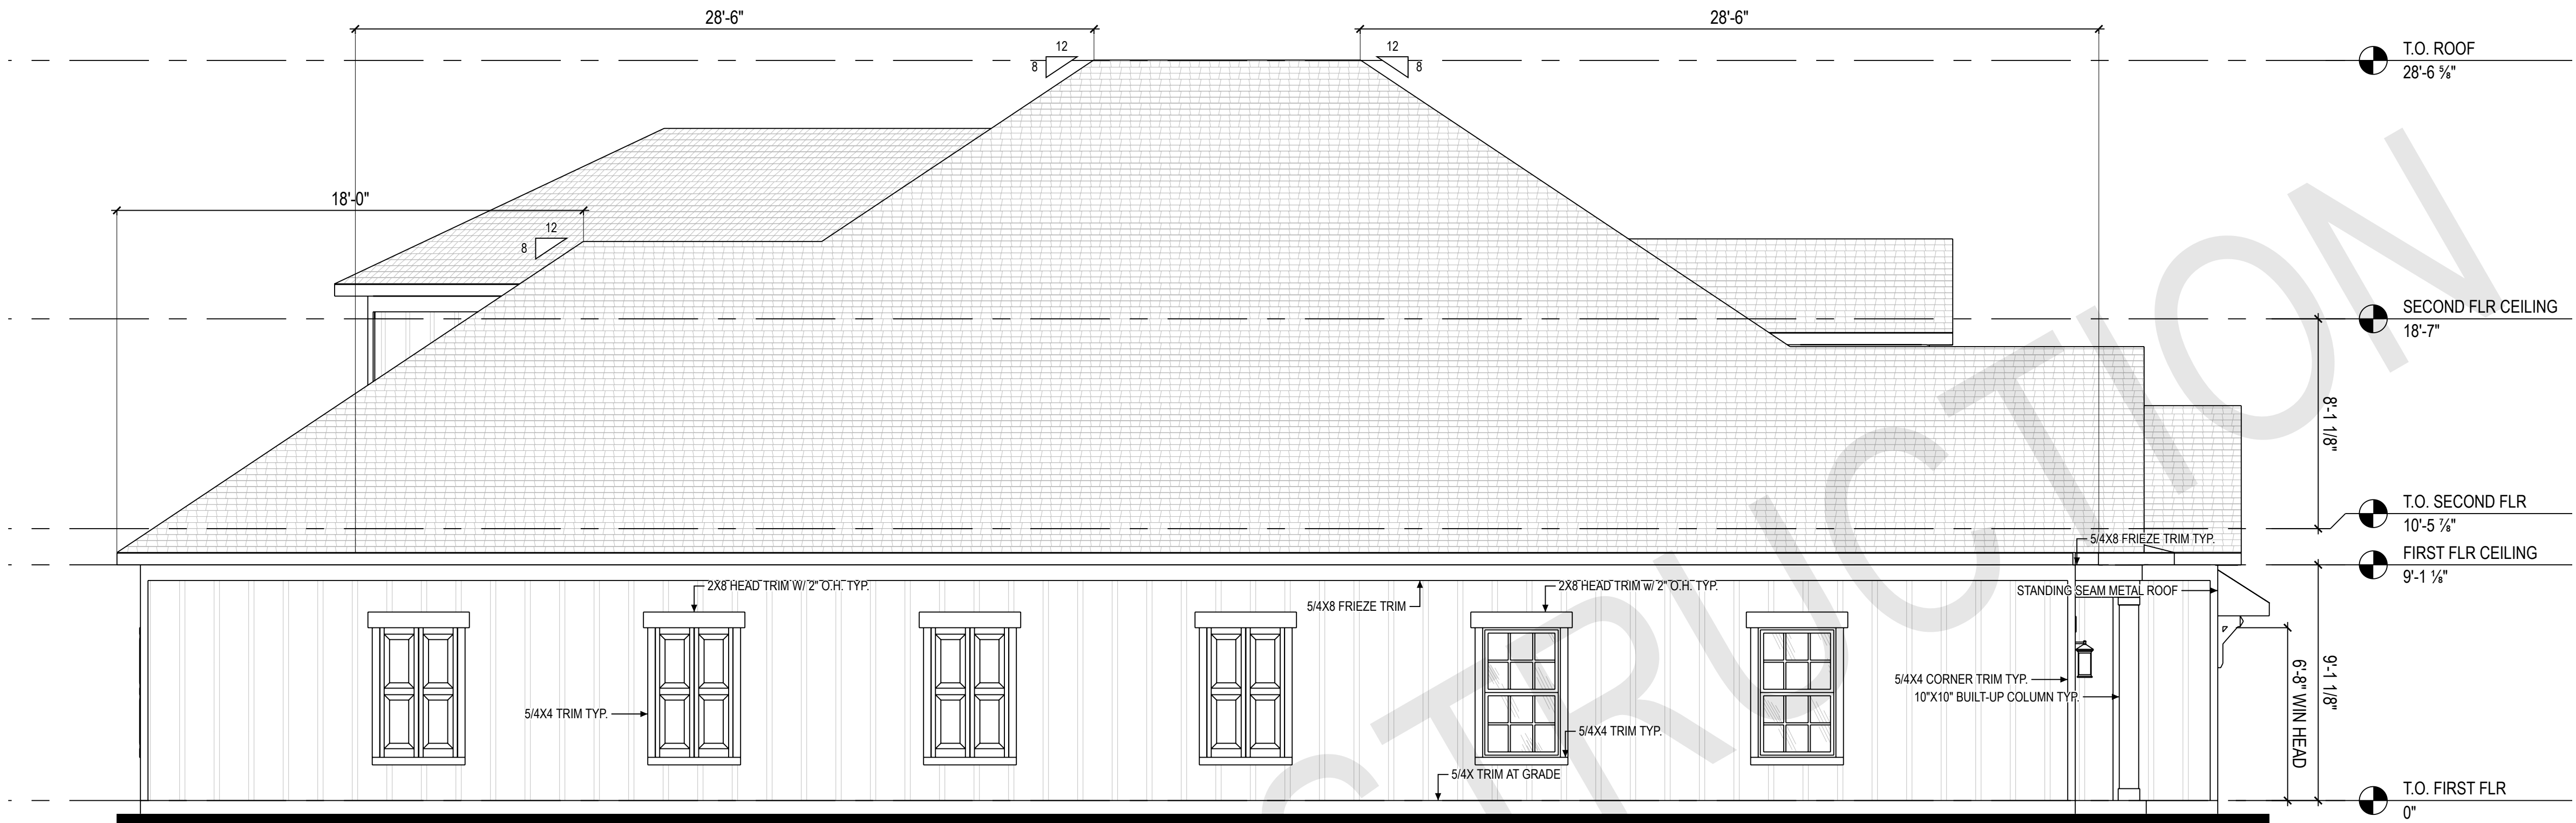 28'-6"
28'-6"
12
8
12
8
T.O. ROOF
28'-6 ⅝"
18'-0"
12
8
SECOND FLR CEILING
18'-7"
8'-1 1/8"
T.O. SECOND FLR
10'-5 ⅞"
5/4X8 FRIEZE TRIM TYP.
FIRST FLR CEILING
9'-1 ⅛"
2X8 HEAD TRIM W/ 2" O.H. TYP.
2X8 HEAD TRIM w/ 2" O.H. TYP.
STANDING SEAM METAL ROOF
5/4X8 FRIEZE TRIM
5/4X4 CORNER TRIM TYP.
10"X10" BUILT-UP COLUMN TYP.
5/4X4 TRIM TYP.
5/4X4 TRIM TYP.
6'-8" WIN HEAD
9'-1 1/8"
5/4X TRIM AT GRADE
T.O. FIRST FLR
0"
STRUCTION